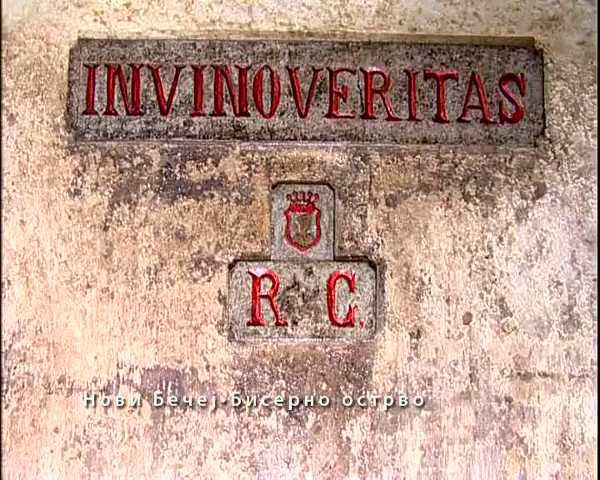 INVINOVERITAS
R. C.
Нови Бечеј-Бисерно острво